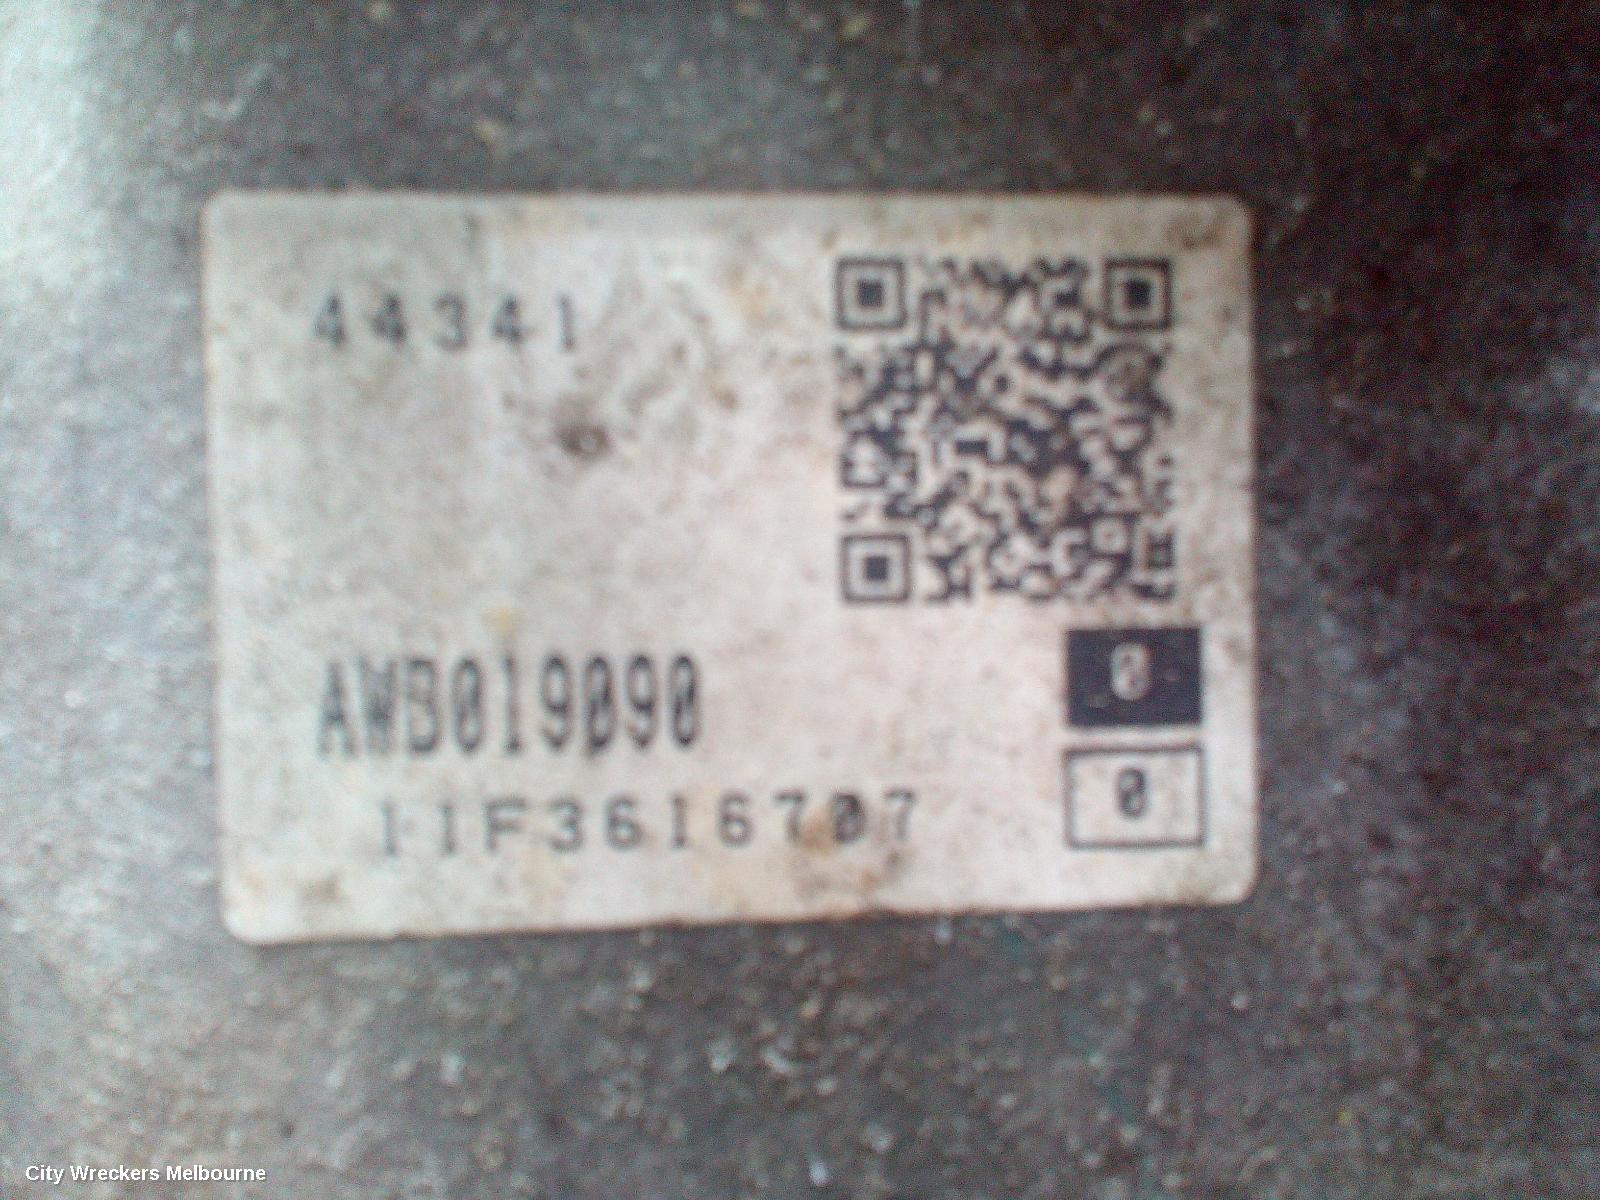 44341
AWB019090
0
11F3616707
0
City Wreckers Melbourne